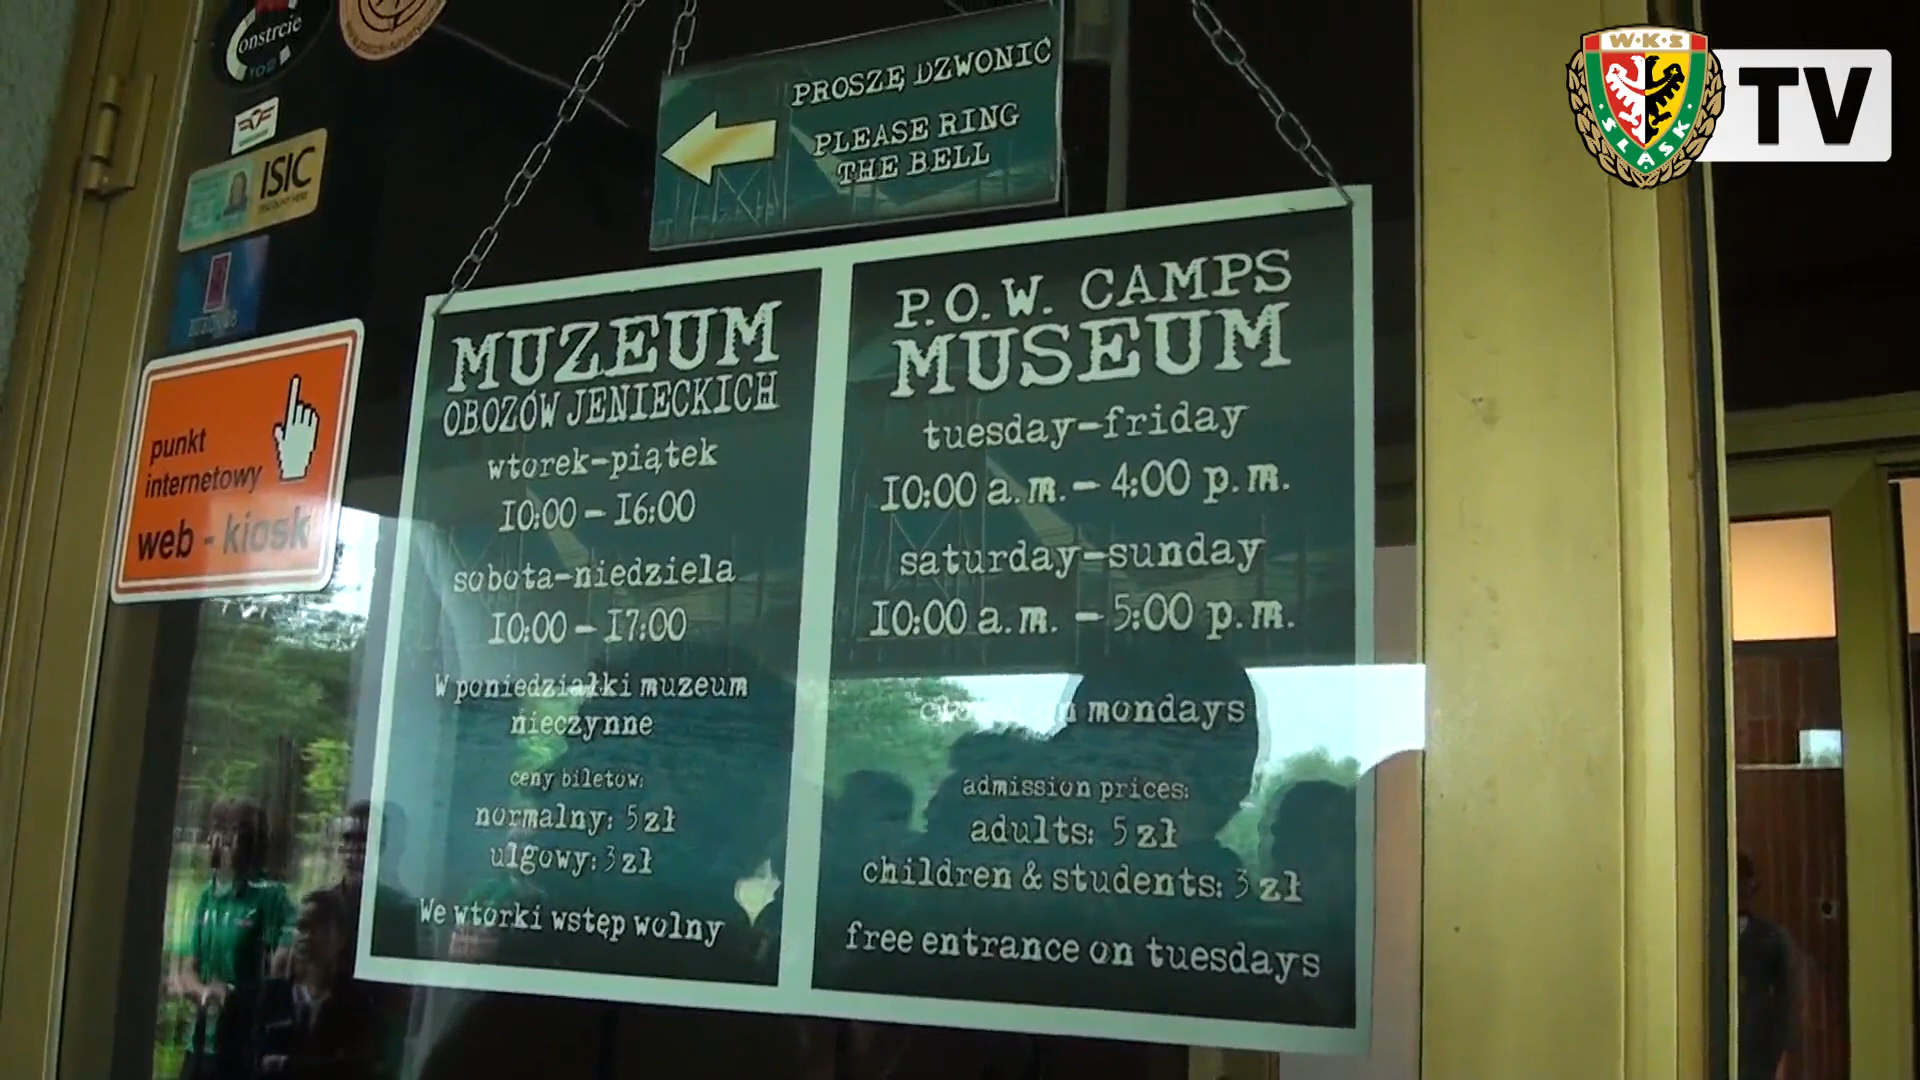 onstrcie
ISIC
DISCOUNT HERE
punkt
internetowy
web - kiosk
PROSZĘ DZWONIĆ
PLEASE RING
THE BELL
MUZEUM
OBOZÓW JENIECKICH
wtorek-piątek
10:00 - 16:00
sobota-niedziela
10:00 - 17:00
W poniedziałki muzeum
nieczynne
ceny biletów:
normalny: 5 zł
ulgowy: 3 zł
We wtorki wstęp wolny
P.O.W. CAMPS
MUSEUM
tuesday-friday
10:00 a.m. - 4:00 p.m.
saturday-sunday
10:00 a.m. - 5:00 p.m.
mondays
admission prices:
adults: 5 zł
children & students: 3 zł
free entrance on tuesdays
W·K·S
ŚLĄSK
TV